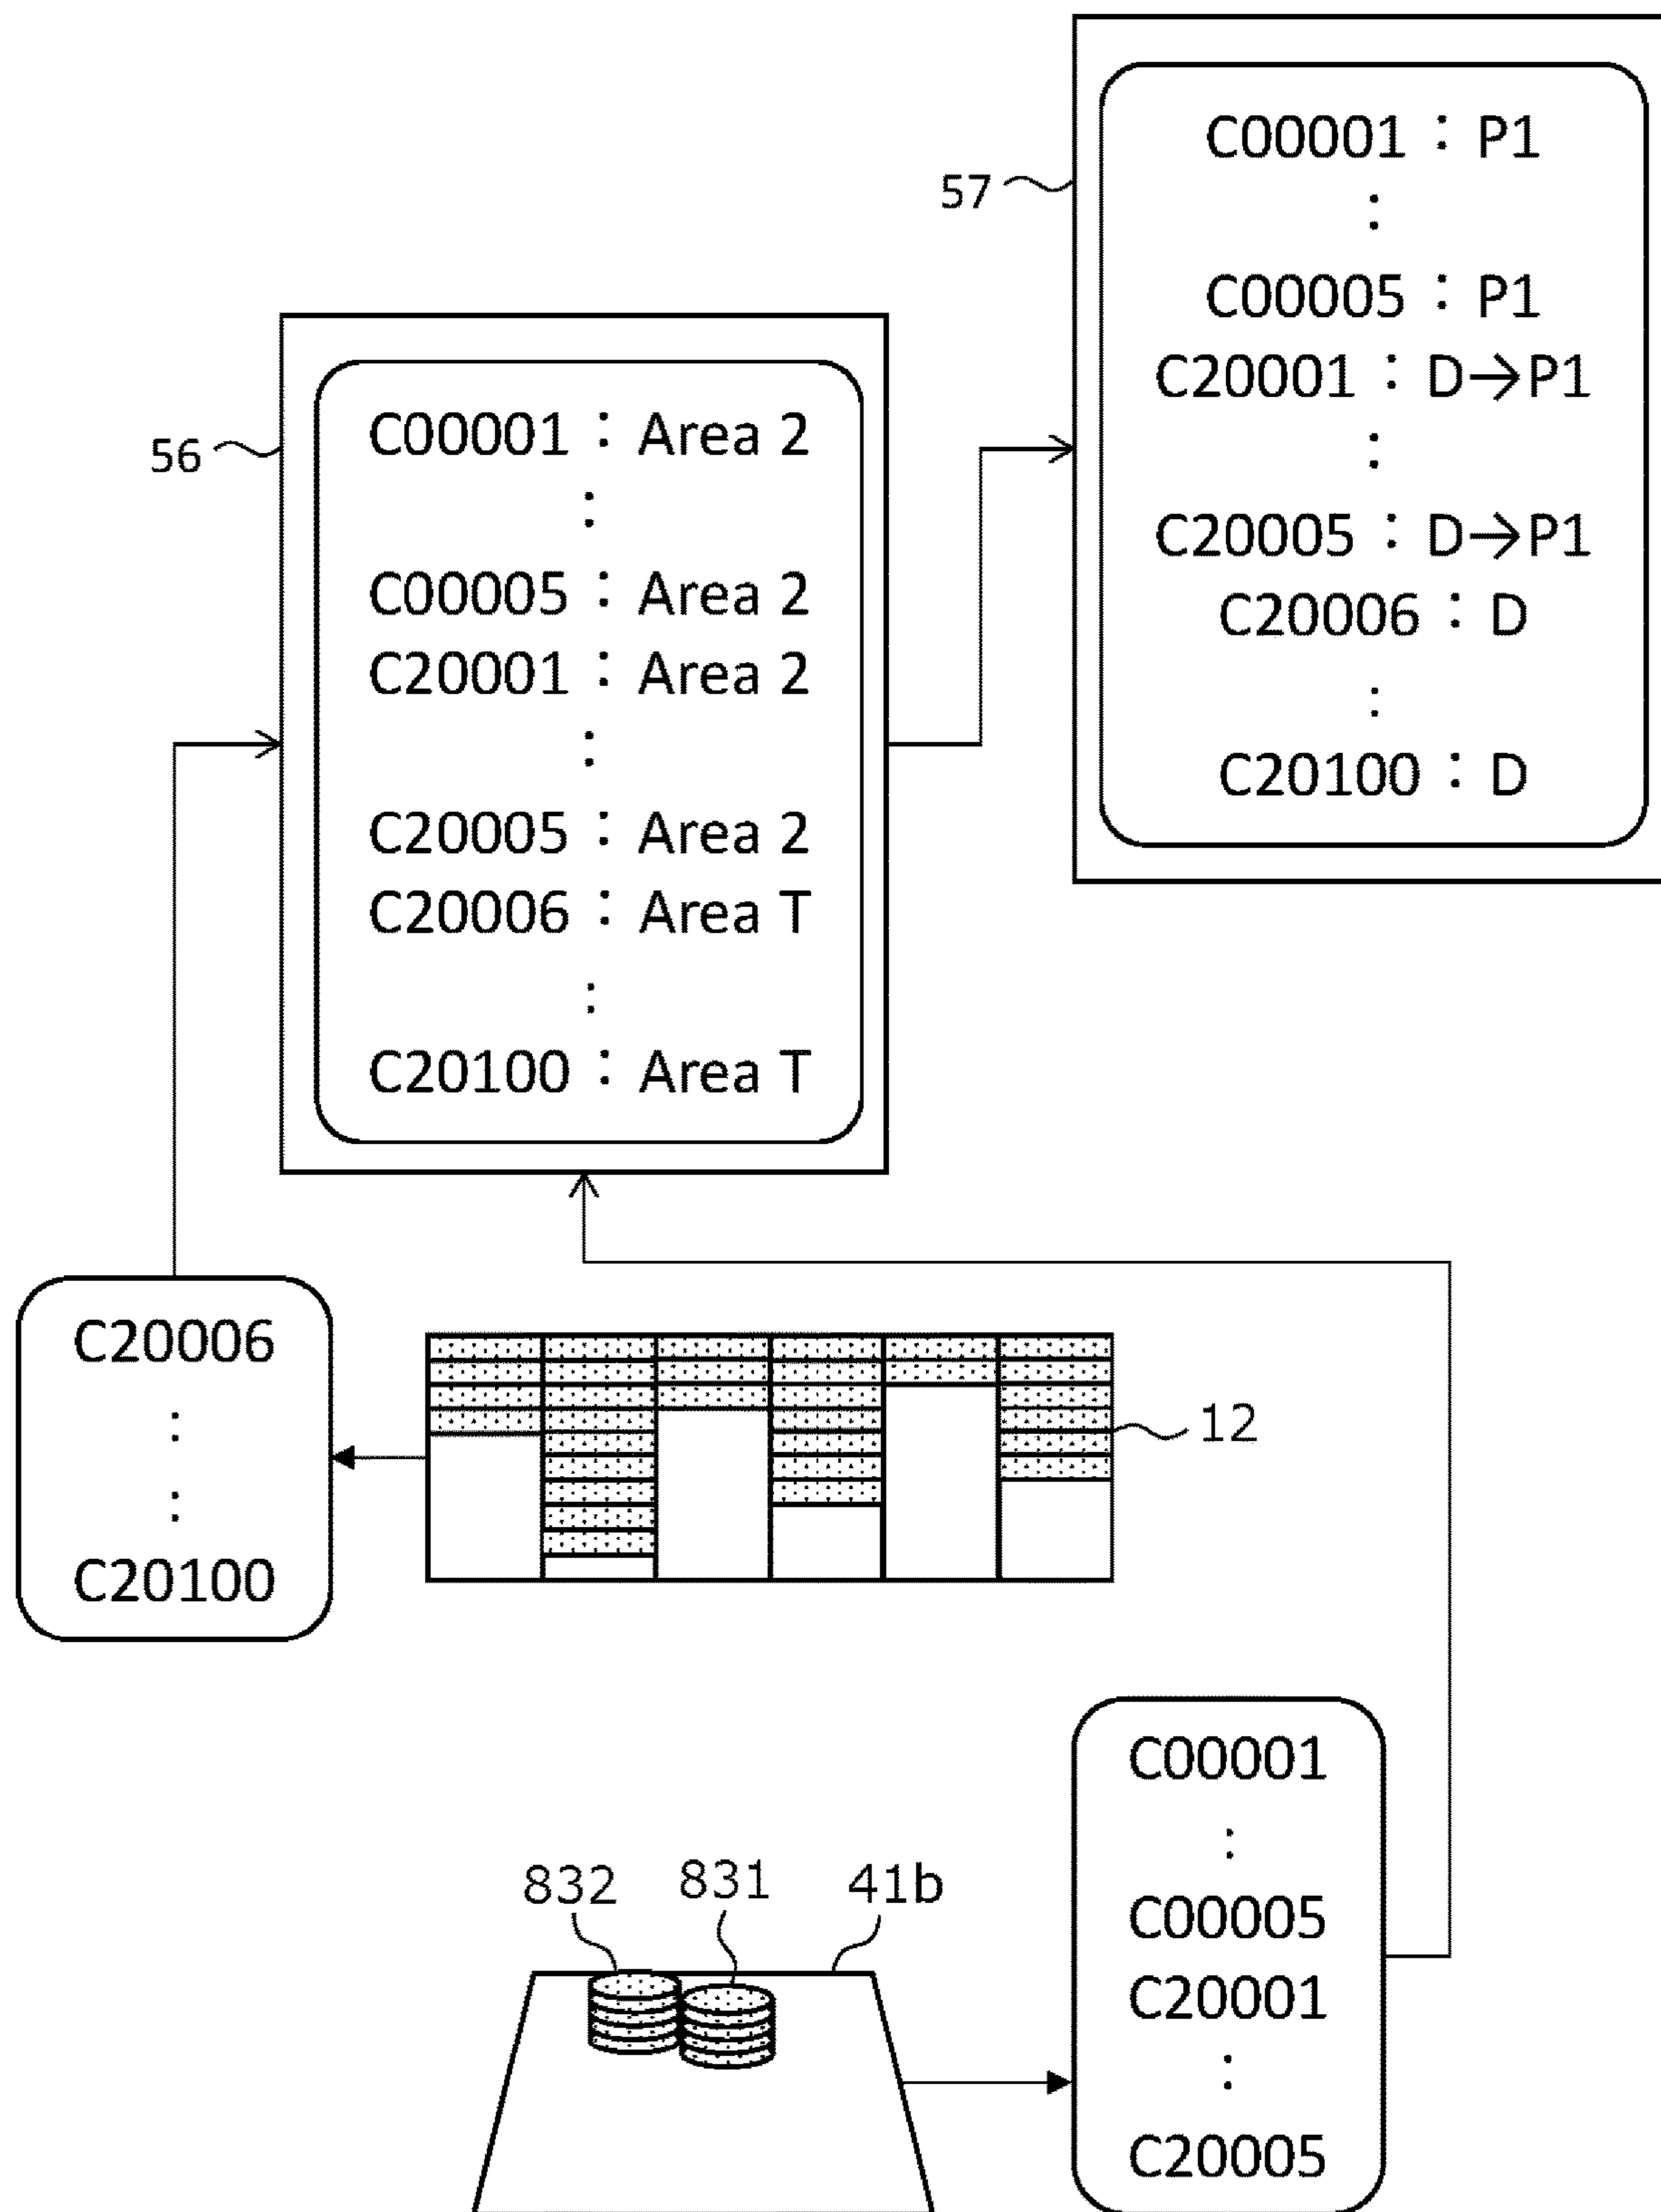 57
C00001 : P1
:
C00005 : P1
C20001 : D→P1
:
C20005 : D→P1
C20006 : D
:
C20100 : D
56
C00001 : Area 2
:
C00005 : Area 2
C20001 : Area 2
:
C20005 : Area 2
C20006 : Area T
:
C20100 : Area T
C20006
:
:
C20100
12
832
831
41b
C00001
:
C00005
C20001
:
C20005